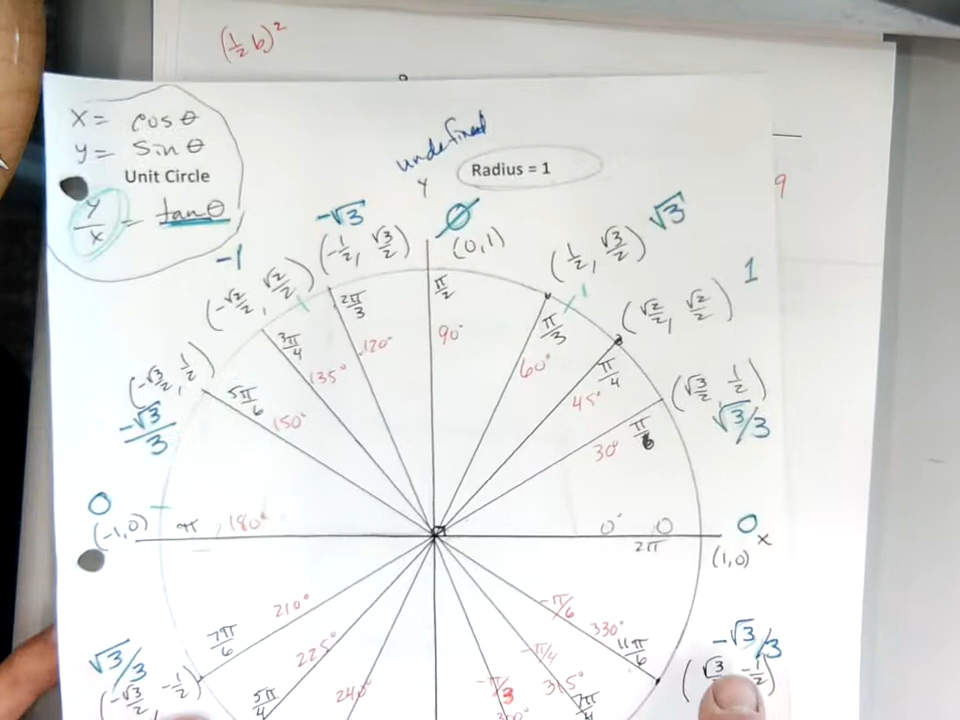 (1/2 b)²
x = cos θ
y = sin θ
Unit Circle
y/x = tan θ
undefined
Radius = 1
Y
9
-√3
∅
√3
(-1/2, √3/2)
(0,1)
(1/2, √3/2)
-1
1
1
(-√2/2, √2/2)
(√2/2, √2/2)
2π/3
π/2
π/3
3π/4
120°
90°
60°
π/4
(-√3/2, 1/2)
135°
45°
(√3/2, 1/2)
-√3/3
5π/6
150°
30°
π/6
√3/3
0
(-1,0)
π
180°
0°
0
2π
0
x
(1,0)
210°
-π/6
330°
11π/6
-√3/3
7π/6
225°
-π/4
√3/3
(-√3/2, -1/2)
5π/4
240°
-π/3
315°
7π/4
300°